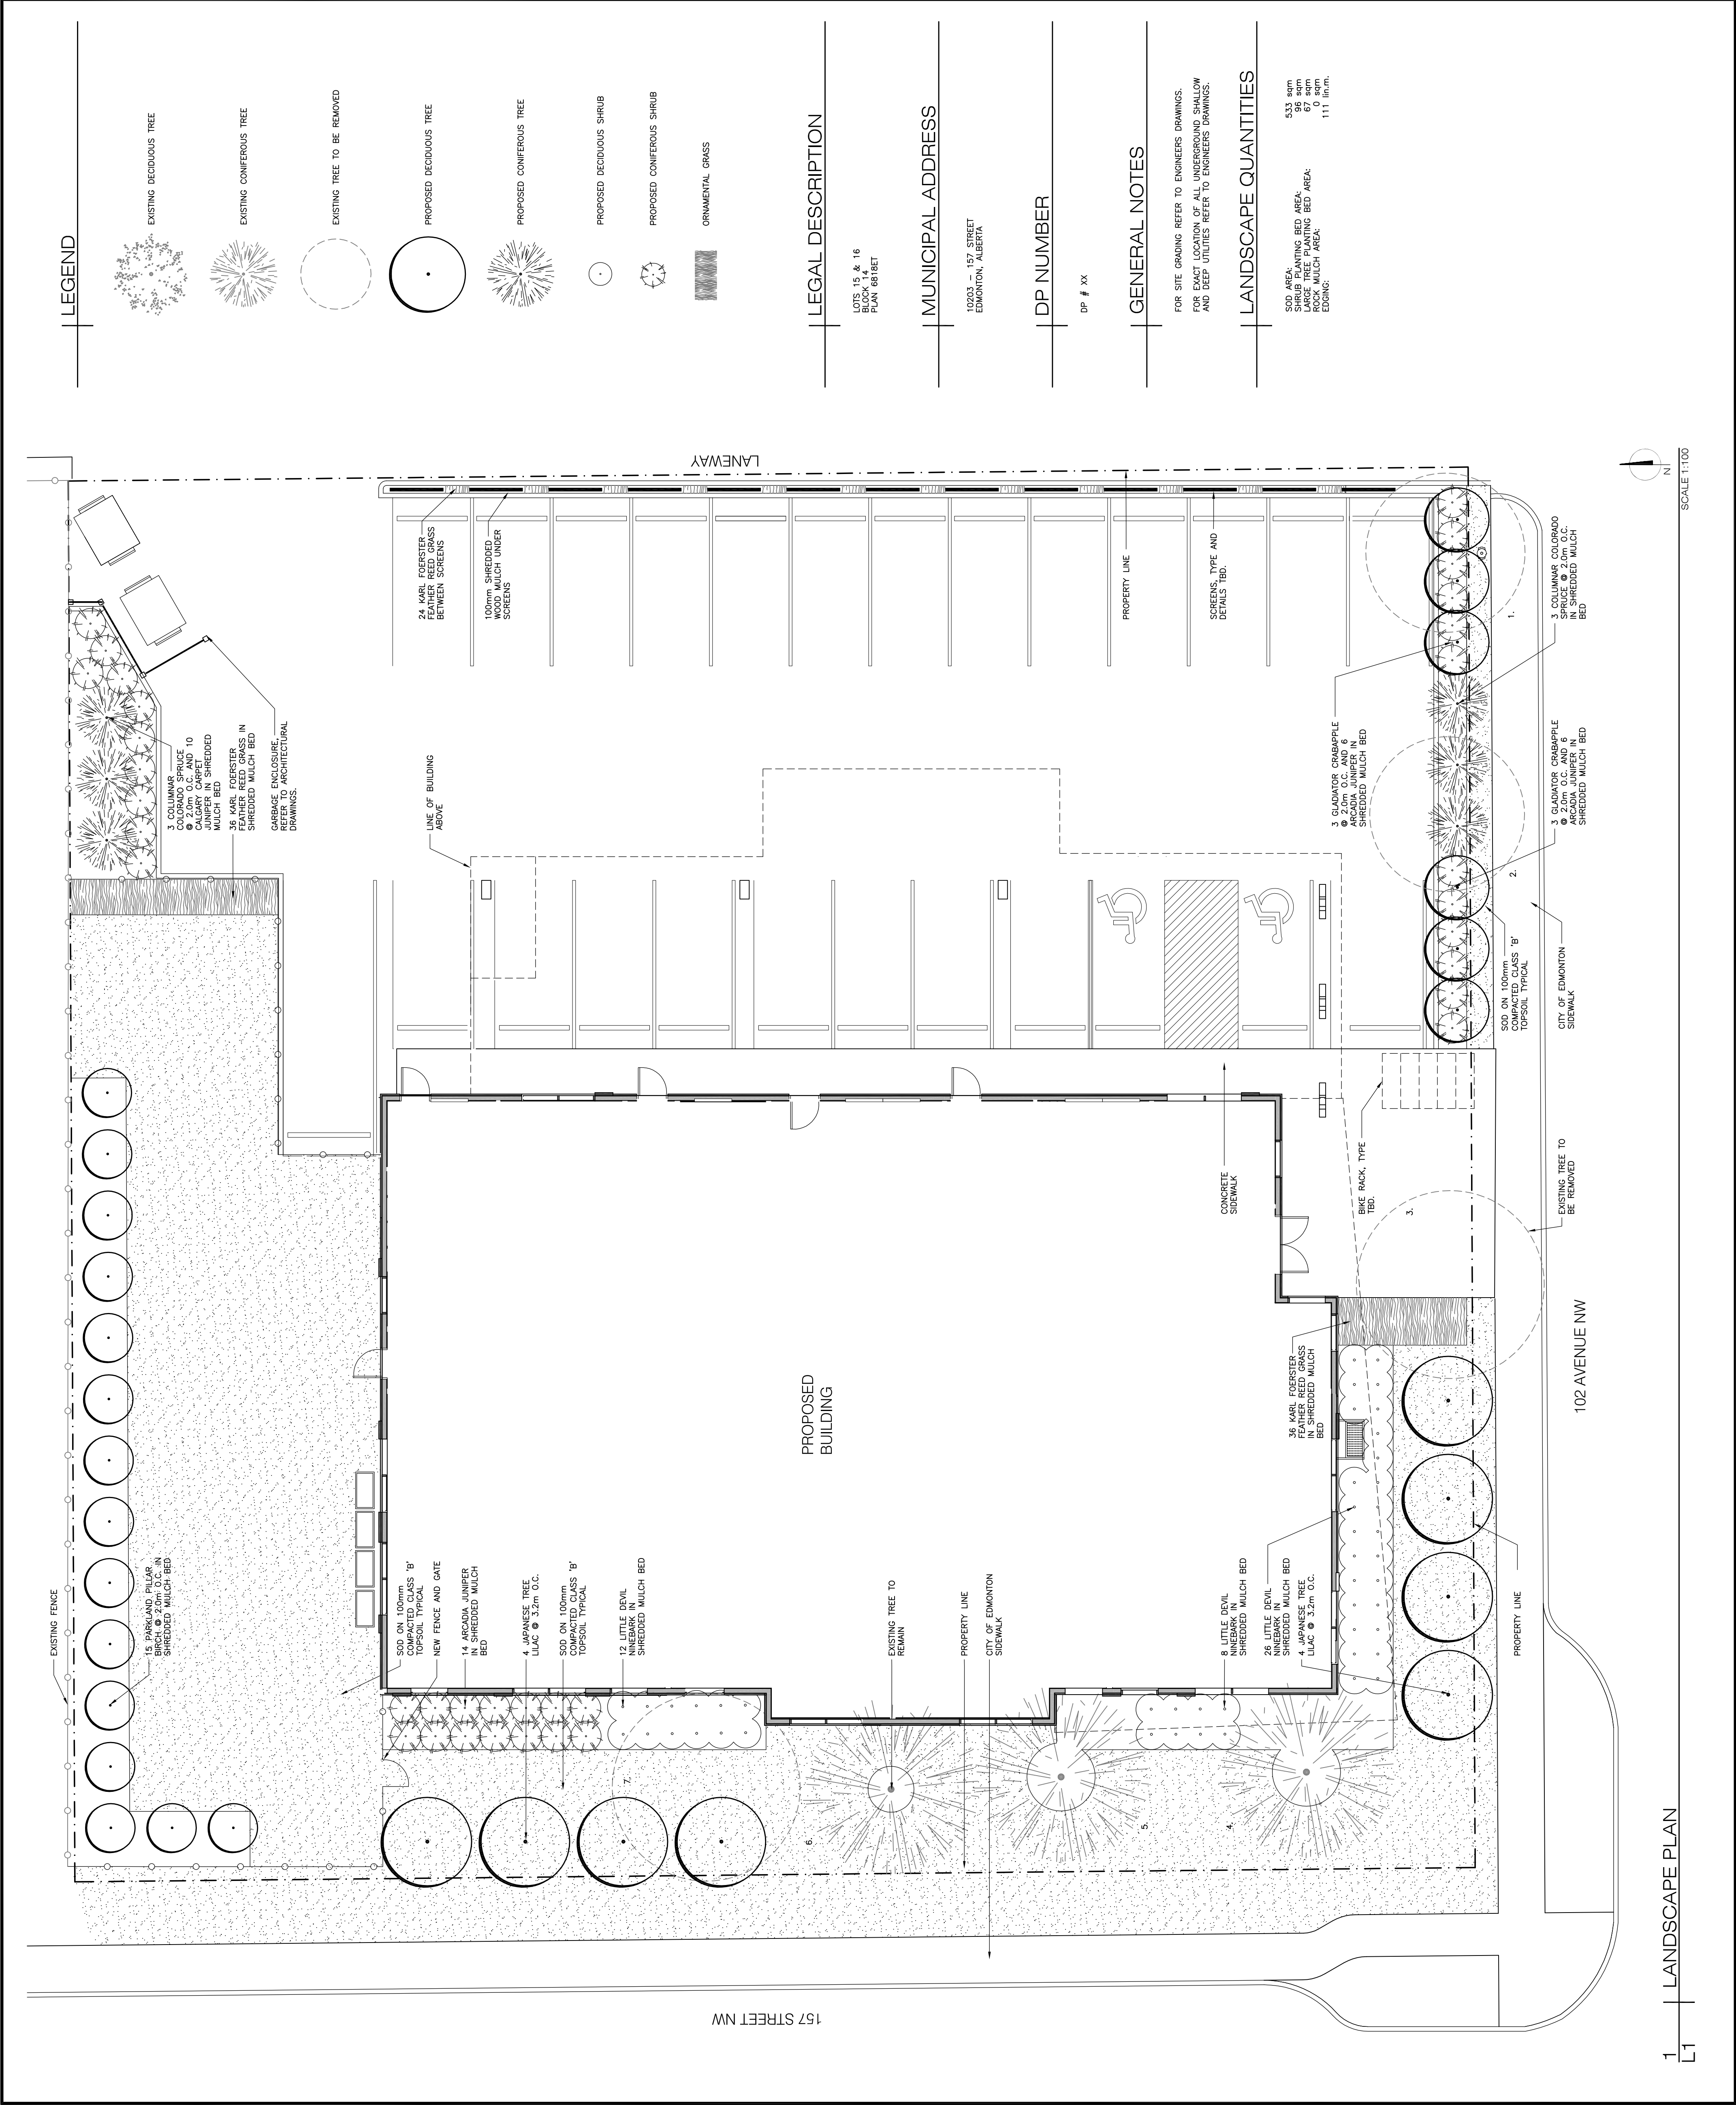 LEGEND
EXISTING DECIDUOUS TREE
EXISTING CONIFEROUS TREE
EXISTING TREE TO BE REMOVED
PROPOSED DECIDUOUS TREE
PROPOSED CONIFEROUS TREE
PROPOSED DECIDUOUS SHRUB
PROPOSED CONIFEROUS SHRUB
ORNAMENTAL GRASS
LEGAL DESCRIPTION
LOTS 15 & 16
BLOCK 14
PLAN 6818ET
MUNICIPAL ADDRESS
10203 - 157 STREET
EDMONTON, ALBERTA
DP NUMBER
DP # XX
GENERAL NOTES
FOR SITE GRADING REFER TO ENGINEERS DRAWINGS.
FOR EXACT LOCATION OF ALL UNDERGROUND SHALLOW
AND DEEP UTILITIES REFER TO ENGINEERS DRAWINGS.
LANDSCAPE QUANTITIES
SOD AREA: 533 sqm
SHRUB PLANTING BED AREA: 96 sqm
LARGE TREE PLANTING BED AREA: 67 sqm
ROCK MULCH AREA: 0 sqm
EDGING: 111 lin.m.
LANEWAY
24 KARL FOERSTER
FEATHER REED GRASS
BETWEEN SCREENS
100mm SHREDDED
WOOD MULCH UNDER
SCREENS
PROPERTY LINE
SCREENS, TYPE AND
DETAILS TBD.
3 COLUMNAR COLORADO
SPRUCE @ 2.0m O.C.
IN SHREDDED MULCH
BED
1.
3 COLUMNAR
COLORADO SPRUCE
@ 2.0m O.C. AND 10
CALGARY CARPET
JUNIPER IN SHREDDED
MULCH BED
36 KARL FOERSTER
FEATHER REED GRASS IN
SHREDDED MULCH BED
GARBAGE ENCLOSURE,
REFER TO ARCHITECTURAL
DRAWINGS.
LINE OF BUILDING
ABOVE
3 GLADIATOR CRABAPPLE
@ 2.0m O.C. AND 6
ARCADIA JUNIPER IN
SHREDDED MULCH BED
3 GLADIATOR CRABAPPLE
@ 2.0m O.C. AND 6
ARCADIA JUNIPER IN
SHREDDED MULCH BED
2.
SOD ON 100mm
COMPACTED CLASS 'B'
TOPSOIL TYPICAL
CITY OF EDMONTON
SIDEWALK
CONCRETE
SIDEWALK
BIKE RACK, TYPE
TBD.
3.
EXISTING TREE TO
BE REMOVED
102 AVENUE NW
PROPOSED
BUILDING
36 KARL FOERSTER
FEATHER REED GRASS
IN SHREDDED MULCH
BED
EXISTING FENCE
15 PARKLAND PILLAR
BIRCH @ 2.0m O.C. IN
SHREDDED MULCH BED
SOD ON 100mm
COMPACTED CLASS 'B'
TOPSOIL TYPICAL
NEW FENCE AND GATE
14 ARCADIA JUNIPER
IN SHREDDED MULCH
BED
4 JAPANESE TREE
LILAC @ 3.2m O.C.
SOD ON 100mm
COMPACTED CLASS 'B'
TOPSOIL TYPICAL
12 LITTLE DEVIL
NINEBARK IN
SHREDDED MULCH BED
EXISTING TREE TO
REMAIN
PROPERTY LINE
CITY OF EDMONTON
SIDEWALK
8 LITTLE DEVIL
NINEBARK IN
SHREDDED MULCH BED
26 LITTLE DEVIL
NINEBARK IN
SHREDDED MULCH BED
4 JAPANESE TREE
LILAC @ 3.2m O.C.
PROPERTY LINE
7.
6.
5.
4.
157 STREET NW
1
L1
LANDSCAPE PLAN
SCALE 1:100
N